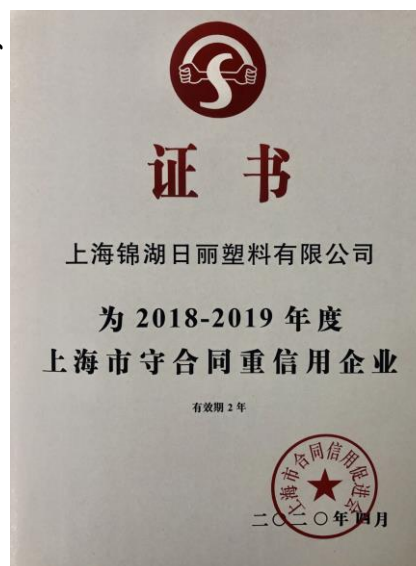 证书
上海锦湖日丽塑料有限公司
为 2018-2019 年度
上海市守合同重信用企业
有效期 2 年
上海市合同信用促进会
二〇二〇年四月